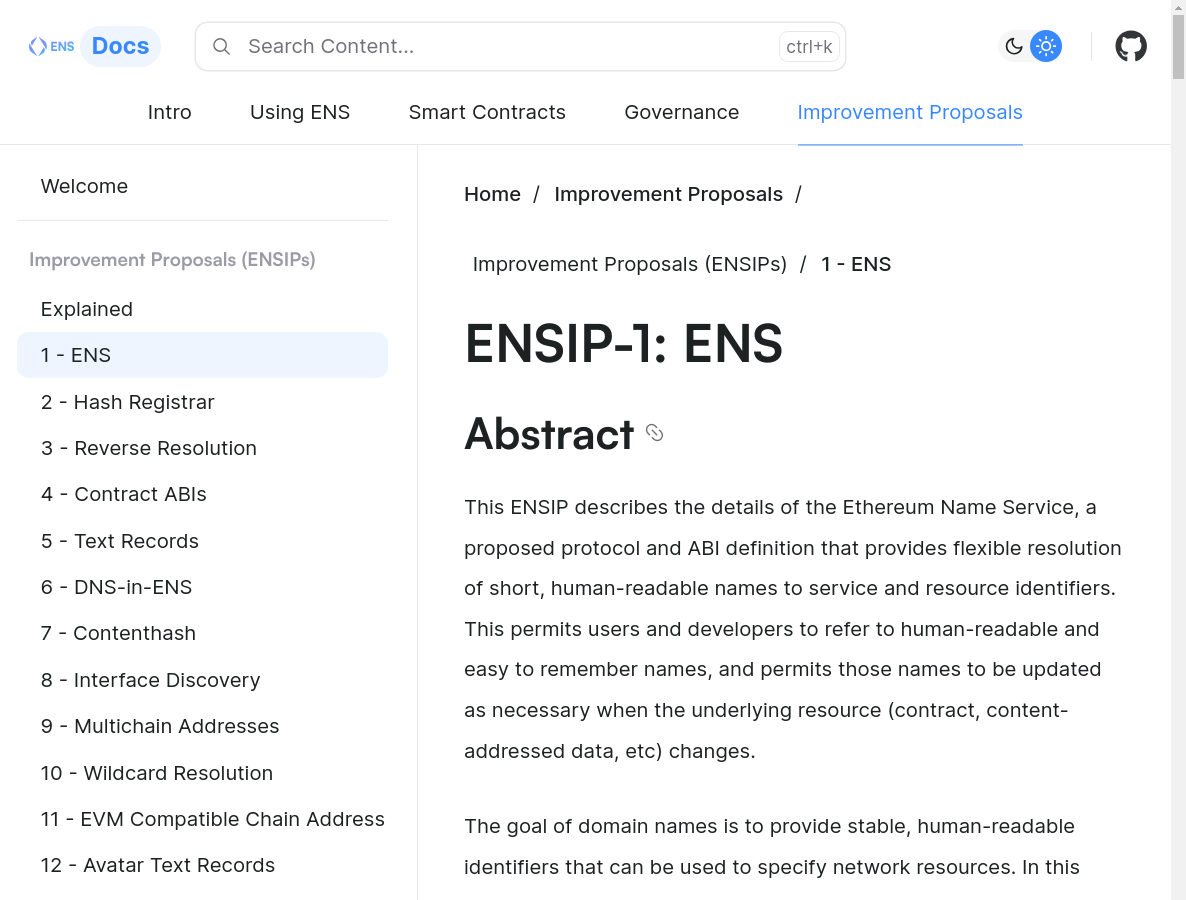 ENS Docs
Search Content...
ctrl+k
Intro
Using ENS
Smart Contracts
Governance
Improvement Proposals
Welcome
Improvement Proposals (ENSIPs)
Explained
1 - ENS
2 - Hash Registrar
3 - Reverse Resolution
4 - Contract ABIs
5 - Text Records
6 - DNS-in-ENS
7 - Contenthash
8 - Interface Discovery
9 - Multichain Addresses
10 - Wildcard Resolution
11 - EVM Compatible Chain Address
12 - Avatar Text Records
Home / Improvement Proposals /
Improvement Proposals (ENSIPs) / 1 - ENS
ENSIP-1: ENS
Abstract
This ENSIP describes the details of the Ethereum Name Service, a
proposed protocol and ABI definition that provides flexible resolution
of short, human-readable names to service and resource identifiers.
This permits users and developers to refer to human-readable and
easy to remember names, and permits those names to be updated
as necessary when the underlying resource (contract, content-
addressed data, etc) changes.
The goal of domain names is to provide stable, human-readable
identifiers that can be used to specify network resources. In this